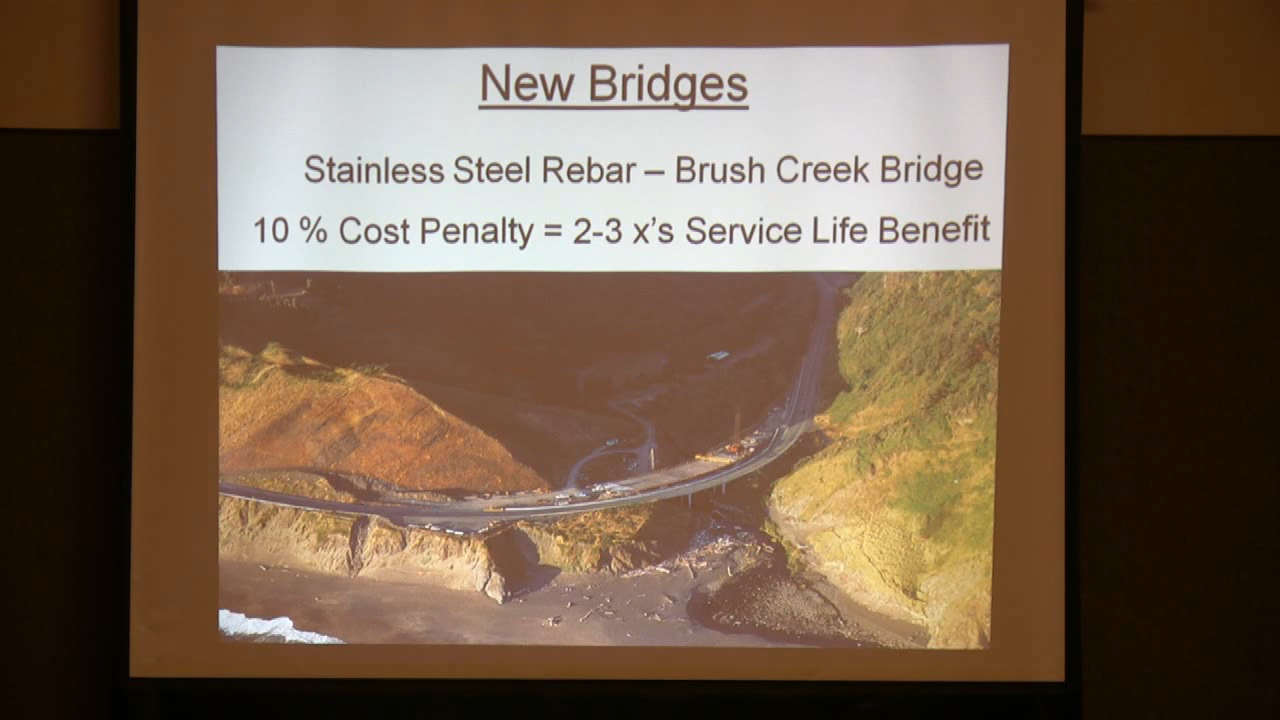 New Bridges
Stainless Steel Rebar – Brush Creek Bridge
10 % Cost Penalty = 2-3 x's Service Life Benefit